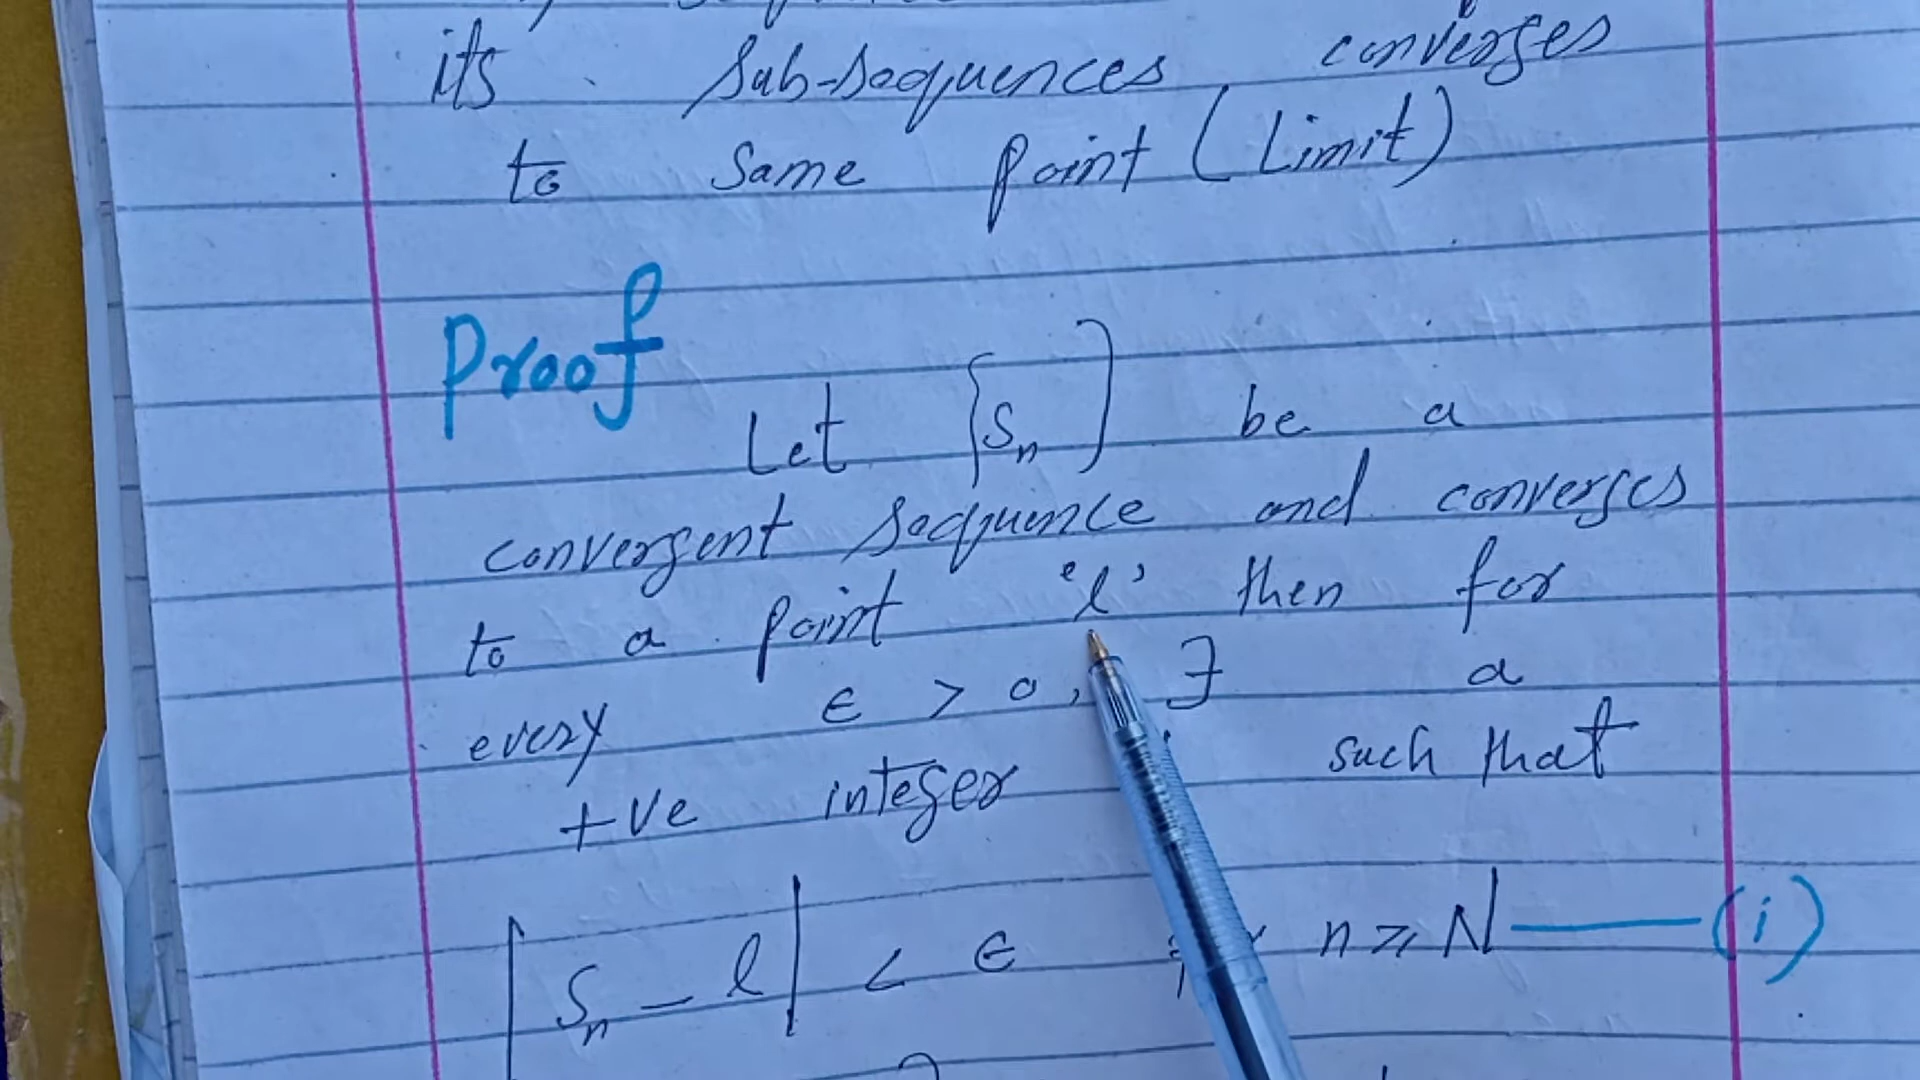 its sub-sequences converges
to same point (Limit)
Proof
Let {Sn} be a
convergent sequence and converges
to a point 'l' then for
every ϵ > 0, ∃ a
+ve integer such that
|Sn - l| < ϵ n ≥ N —— (i)